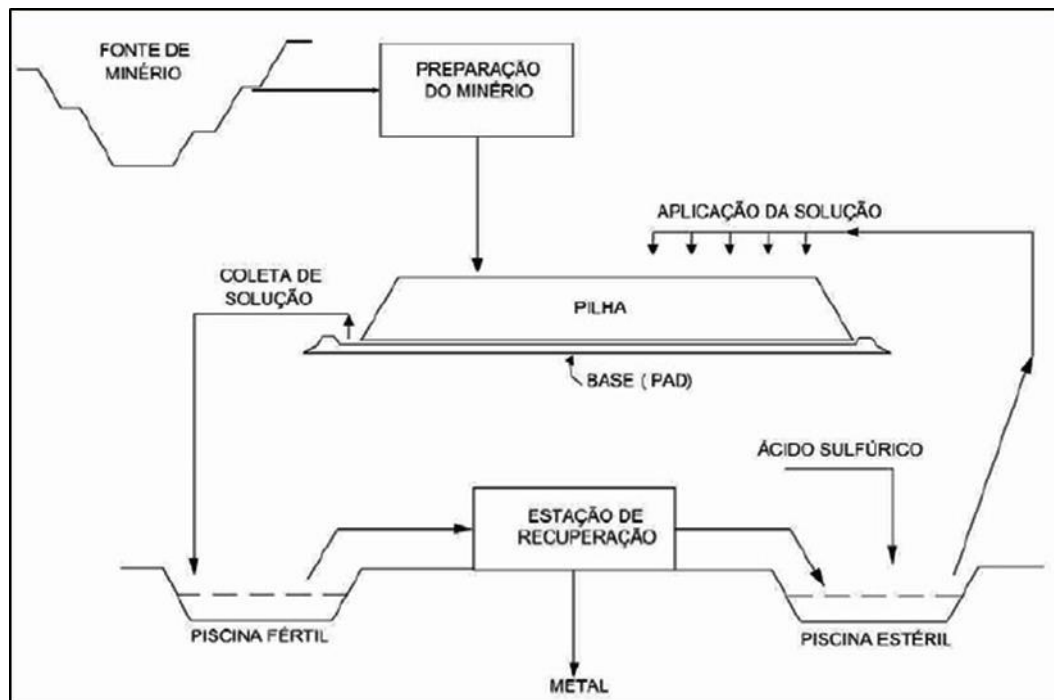 FONTE DE
MINÉRIO
PREPARAÇÃO
DO MINÉRIO
APLICAÇÃO DA SOLUÇÃO
COLETA DE
SOLUÇÃO
PILHA
BASE ( PAD)
ÁCIDO SULFÚRICO
ESTAÇÃO DE
RECUPERAÇÃO
PISCINA FÉRTIL
PISCINA ESTÉRIL
METAL